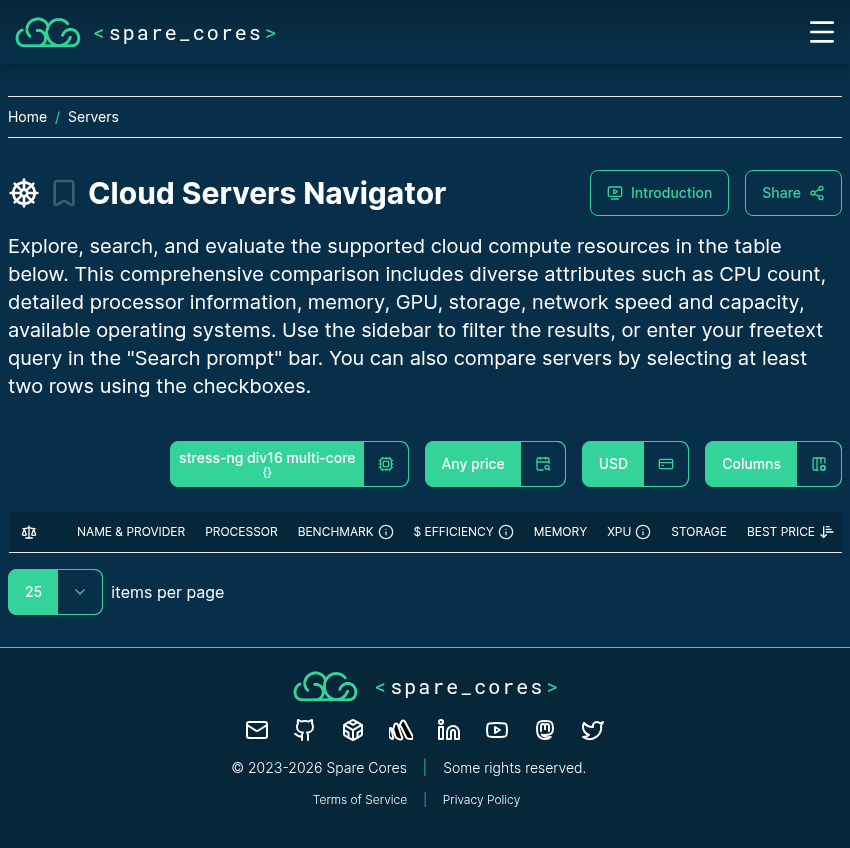 <spare_cores>
Home / Servers
Cloud Servers Navigator
Introduction
Share
Explore, search, and evaluate the supported cloud compute resources in the table
below. This comprehensive comparison includes diverse attributes such as CPU count,
detailed processor information, memory, GPU, storage, network speed and capacity,
available operating systems. Use the sidebar to filter the results, or enter your freetext
query in the "Search prompt" bar. You can also compare servers by selecting at least
two rows using the checkboxes.
stress-ng div16 multi-core
{}
Any price
USD
Columns
NAME & PROVIDER PROCESSOR BENCHMARK $ EFFICIENCY MEMORY XPU STORAGE BEST PRICE
25 items per page
<spare_cores>
© 2023-2026 Spare Cores | Some rights reserved.
Terms of Service | Privacy Policy